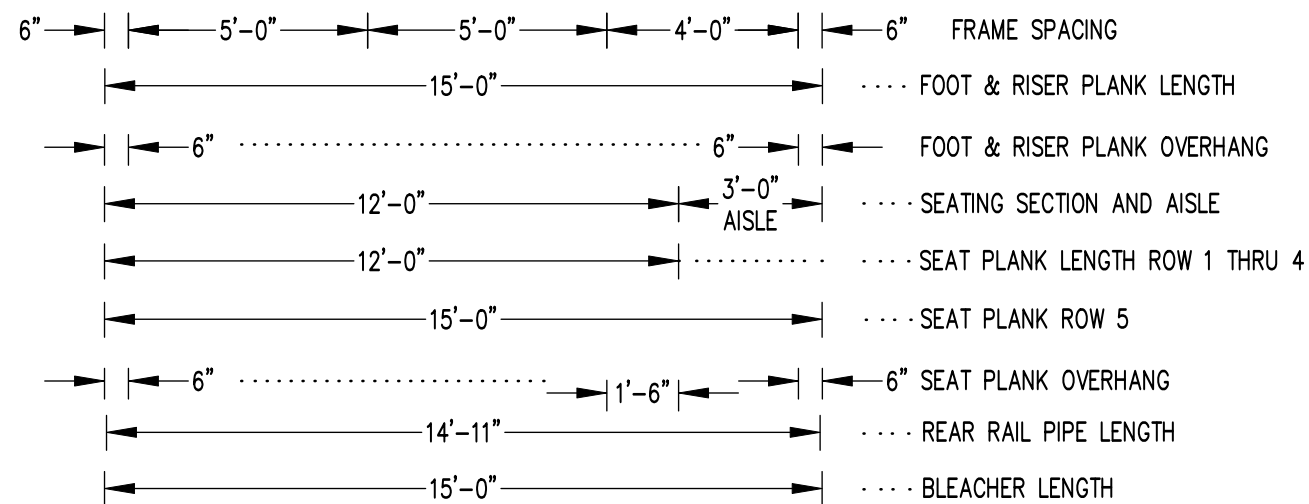 6" 5'-0" 5'-0" 4'-0" 6" FRAME SPACING
15'-0" .... FOOT & RISER PLANK LENGTH
6" 6" FOOT & RISER PLANK OVERHANG
12'-0" 3'-0" .... SEATING SECTION AND AISLE
AISLE
12'-0" .... SEAT PLANK LENGTH ROW 1 THRU 4
15'-0" .... SEAT PLANK ROW 5
6" 1'-6" 6" SEAT PLANK OVERHANG
14'-11" .... REAR RAIL PIPE LENGTH
15'-0" .... BLEACHER LENGTH